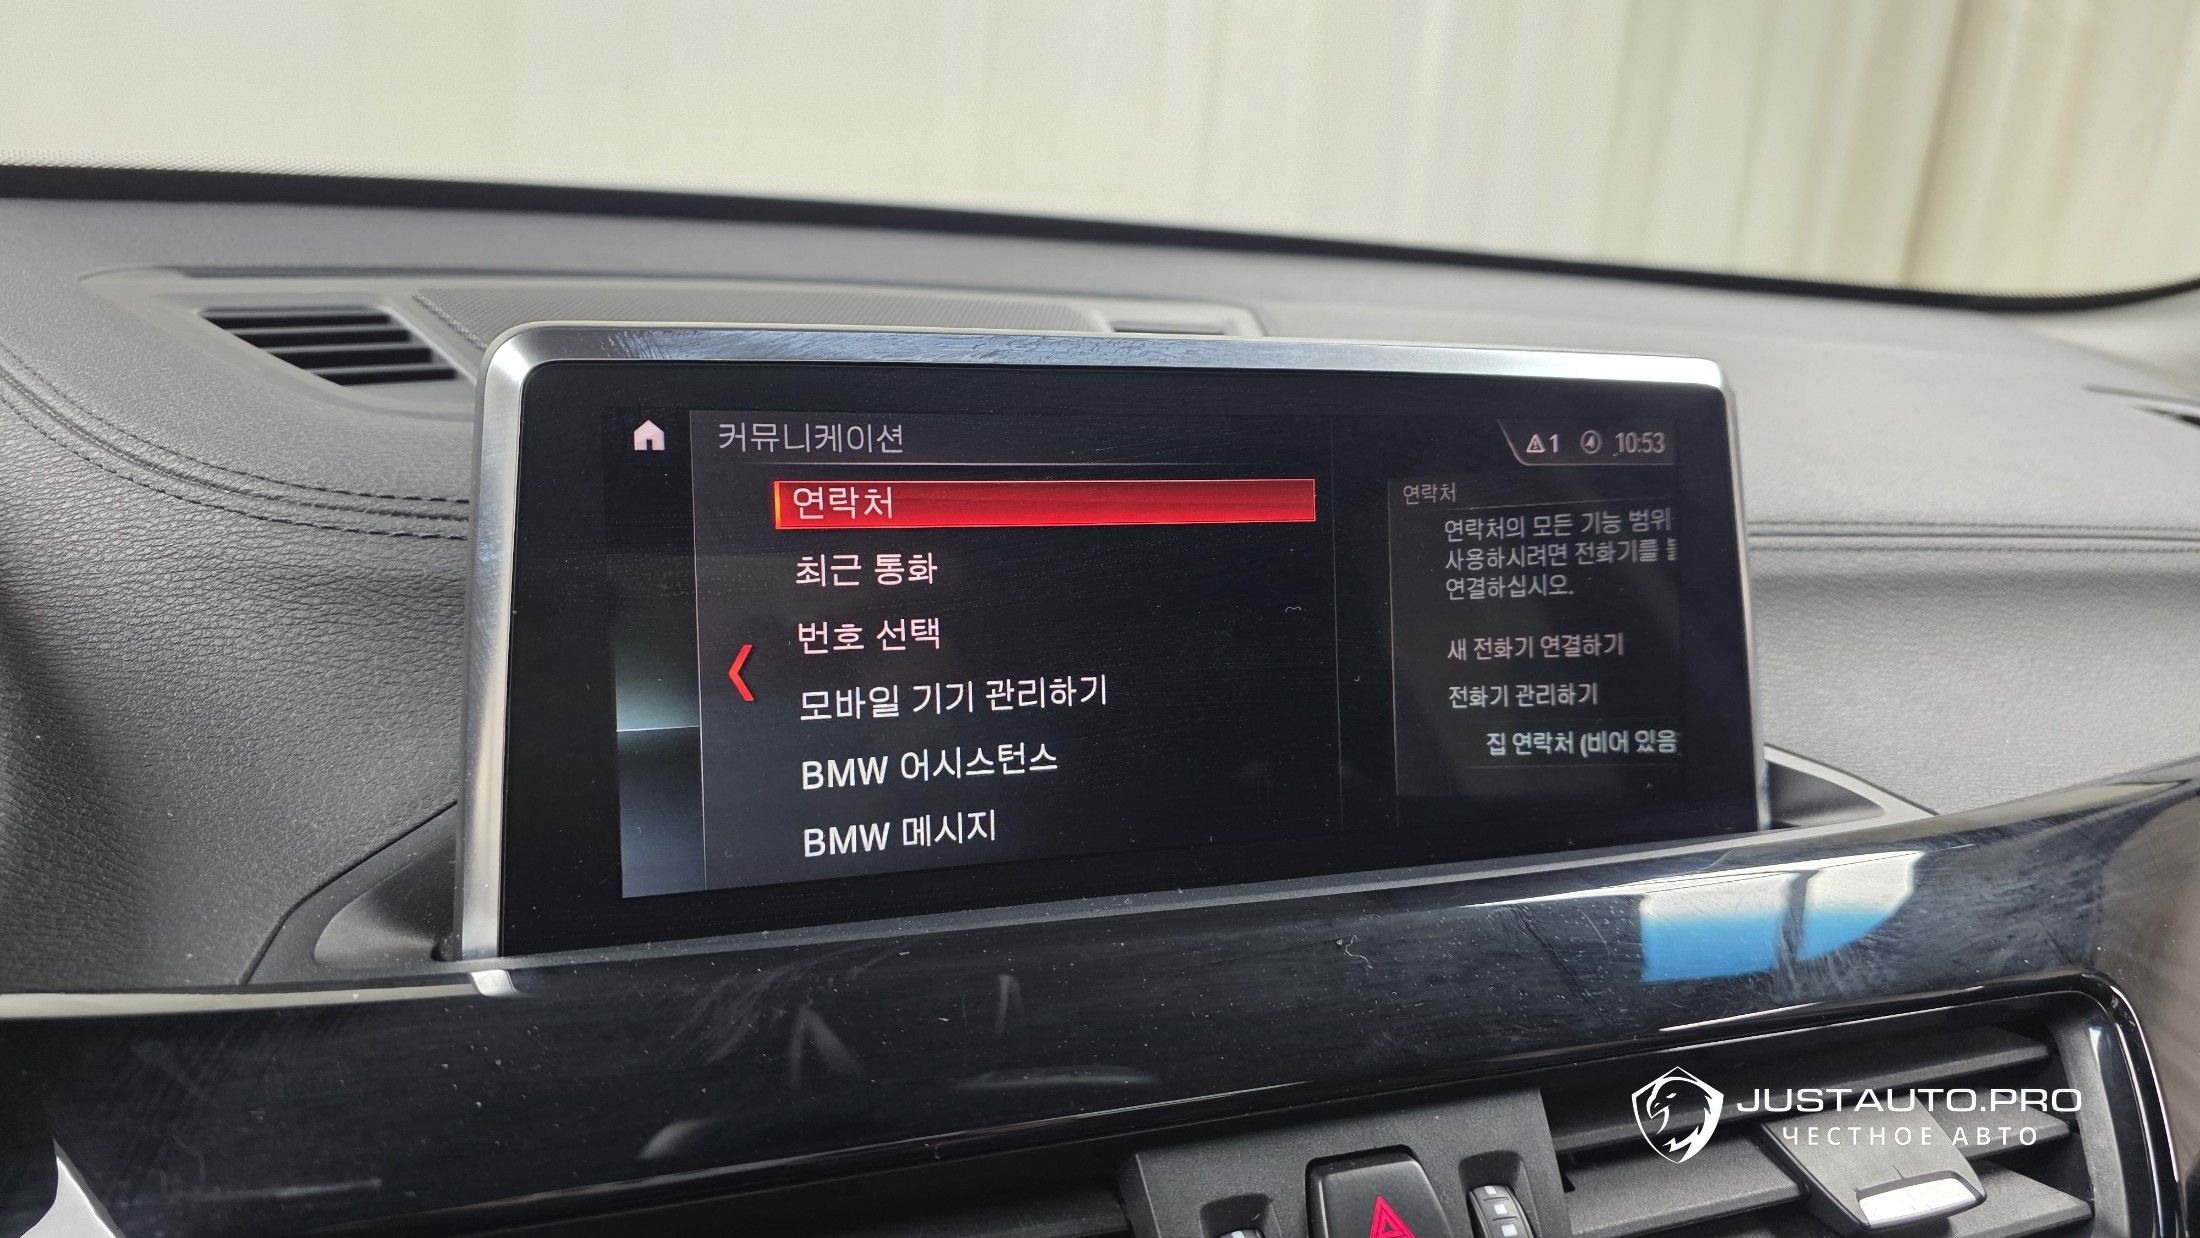 커뮤니케이션
1 10:53
연락처
최근 통화
번호 선택
모바일 기기 관리하기
BMW 어시스턴스
BMW 메시지
연락처
연락처의 모든 기능 범위
사용하시려면 전화기를
연결하십시오.
새 전화기 연결하기
전화기 관리하기
집 연락처 (비어 있음
JUSTAUTO.PRO
ЧЕСТНОЕ АВТО